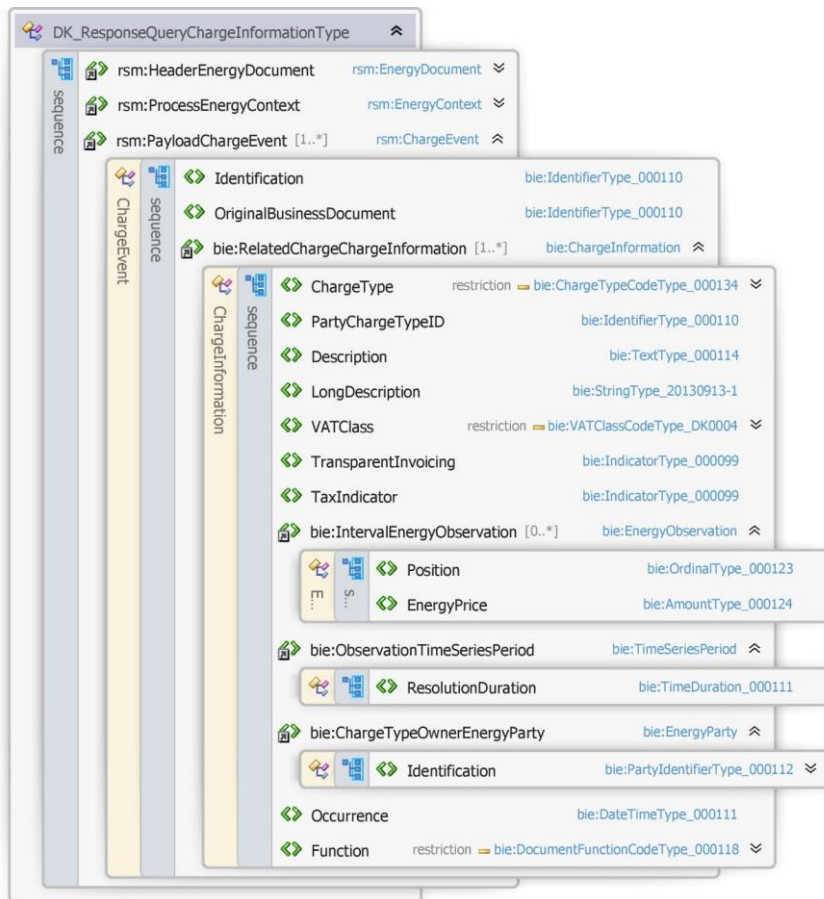 DK_ResponseQueryChargeInformationType
sequence
rsm:HeaderEnergyDocument rsm:EnergyDocument
rsm:ProcessEnergyContext rsm:EnergyContext
rsm:PayloadChargeEvent [1..*] rsm:ChargeEvent
ChargeEvent
sequence
Identification bie:IdentifierType_000110
OriginalBusinessDocument bie:IdentifierType_000110
bie:RelatedChargeChargeInformation [1..*] bie:ChargeInformation
ChargeInformation
sequence
ChargeType restriction bie:ChargeTypeCodeType_000134
PartyChargeTypeID bie:IdentifierType_000110
Description bie:TextType_000114
LongDescription bie:StringType_20130913-1
VATClass restriction bie:VATClassCodeType_DK0004
TransparentInvoicing bie:IndicatorType_000099
TaxIndicator bie:IndicatorType_000099
bie:IntervalEnergyObservation [0..*] bie:EnergyObservation
E...
s...
Position bie:OrdinalType_000123
EnergyPrice bie:AmountType_000124
bie:ObservationTimeSeriesPeriod bie:TimeSeriesPeriod
ResolutionDuration bie:TimeDuration_000111
bie:ChargeTypeOwnerEnergyParty bie:EnergyParty
Identification bie:PartyIdentifierType_000112
Occurrence bie:DateTimeType_000111
Function restriction bie:DocumentFunctionCodeType_000118